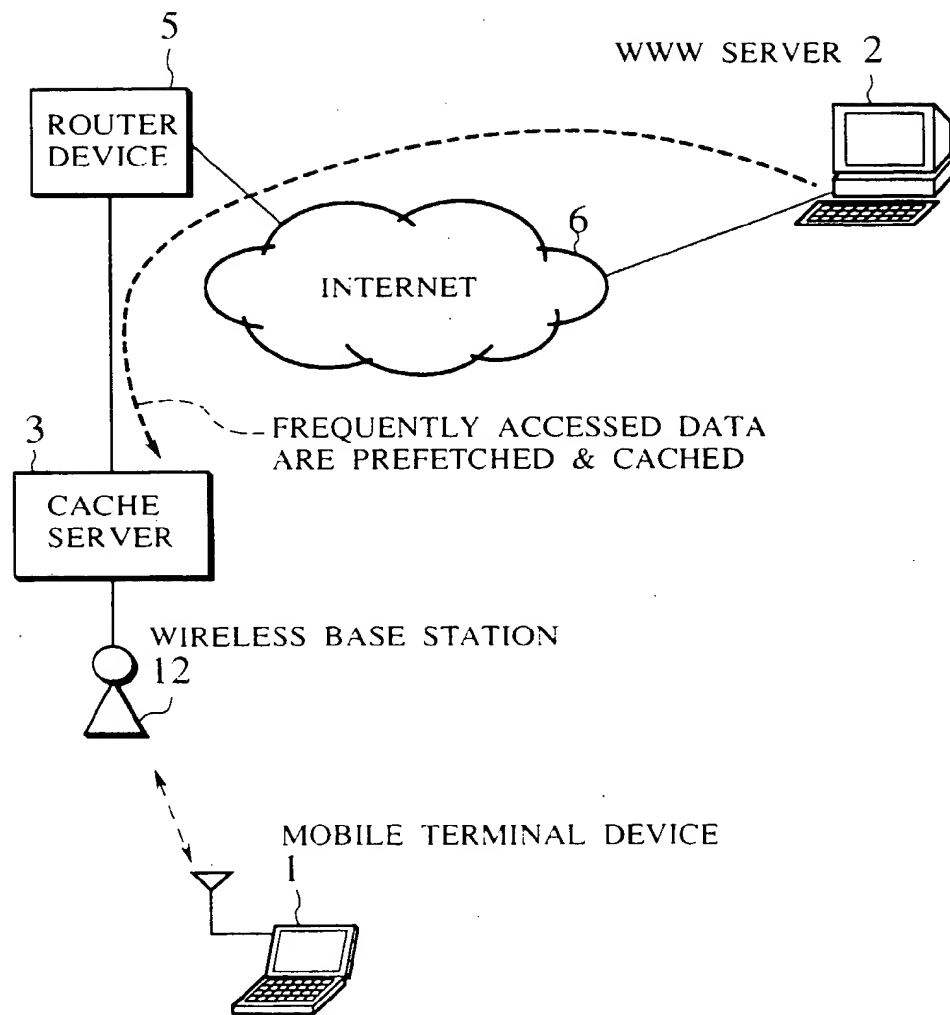 5
WWW SERVER 2
ROUTER
DEVICE
6
INTERNET
3
FREQUENTLY ACCESSED DATA
ARE PREFETCHED & CACHED
CACHE
SERVER
WIRELESS BASE STATION
12
MOBILE TERMINAL DEVICE
1